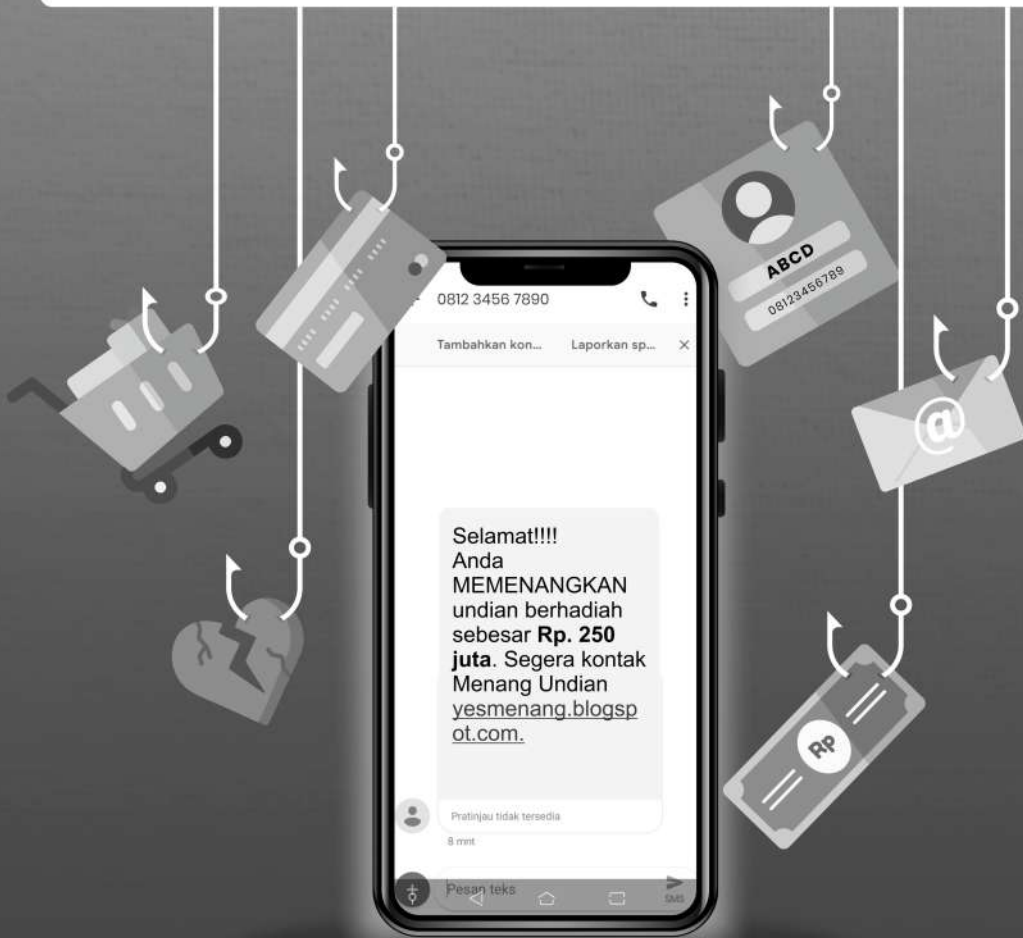 0812 3456 7890
Tambahkan kon... Laporkan sp...
ABCD
08123456789
@
Selamat!!!!
Anda
MEMENANGKAN
undian berhadiah
sebesar Rp. 250
juta. Segera kontak
Menang Undian
yesmenang.blogsp
ot.com.
Rp
Pratinjau tidak tersedia
8 mnt
Pesan teks
SMS